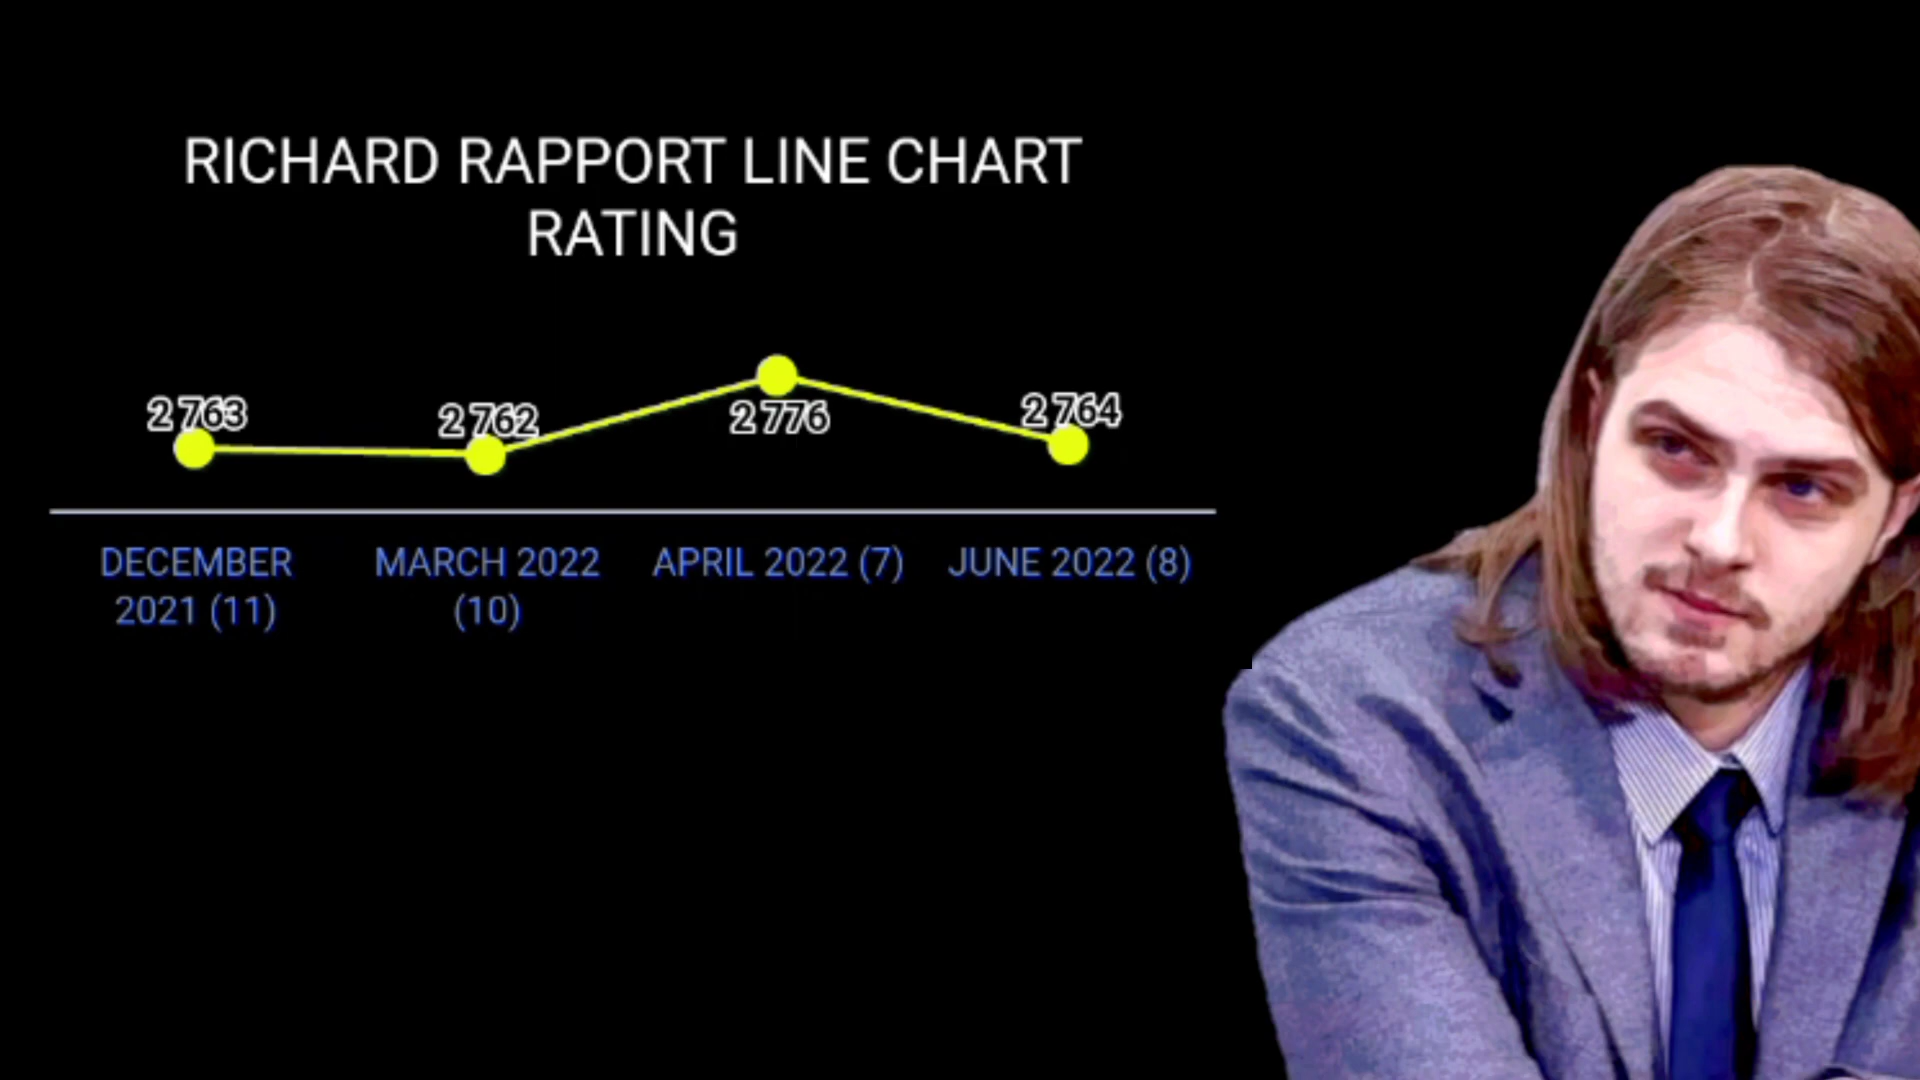 RICHARD RAPPORT LINE CHART
RATING
2 763
2 762
2 776
2 764
DECEMBER
2021 (11)
MARCH 2022
(10)
APRIL 2022 (7)
JUNE 2022 (8)